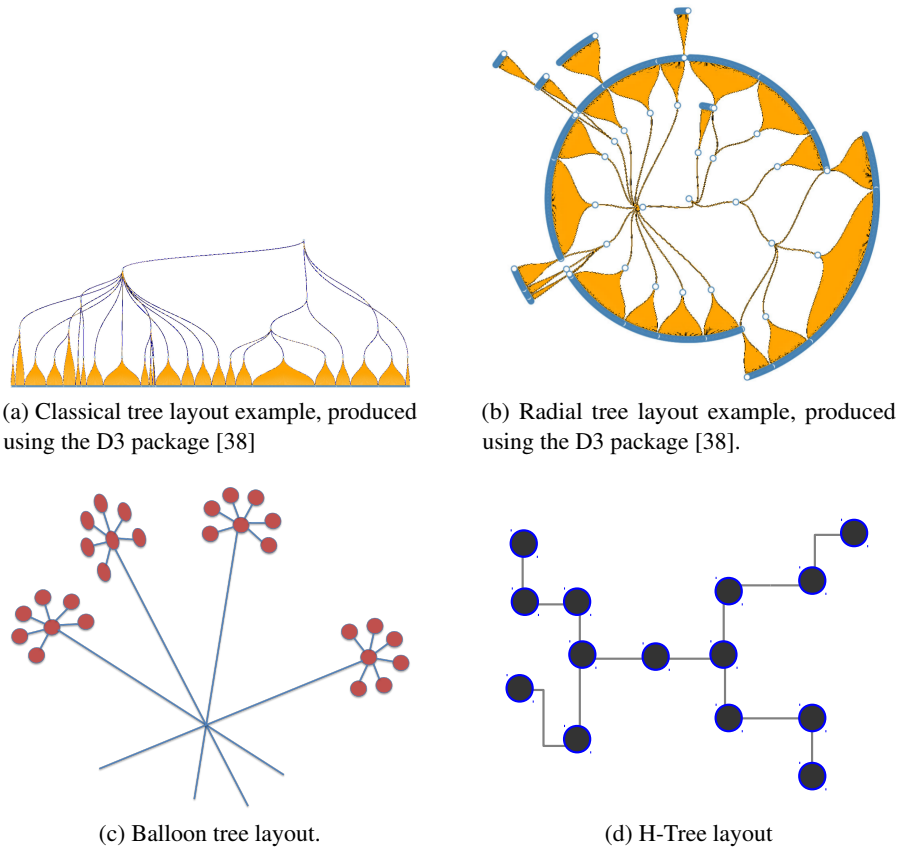 (a) Classical tree layout example, produced
using the D3 package [38]
(b) Radial tree layout example, produced
using the D3 package [38].
(c) Balloon tree layout.
(d) H-Tree layout